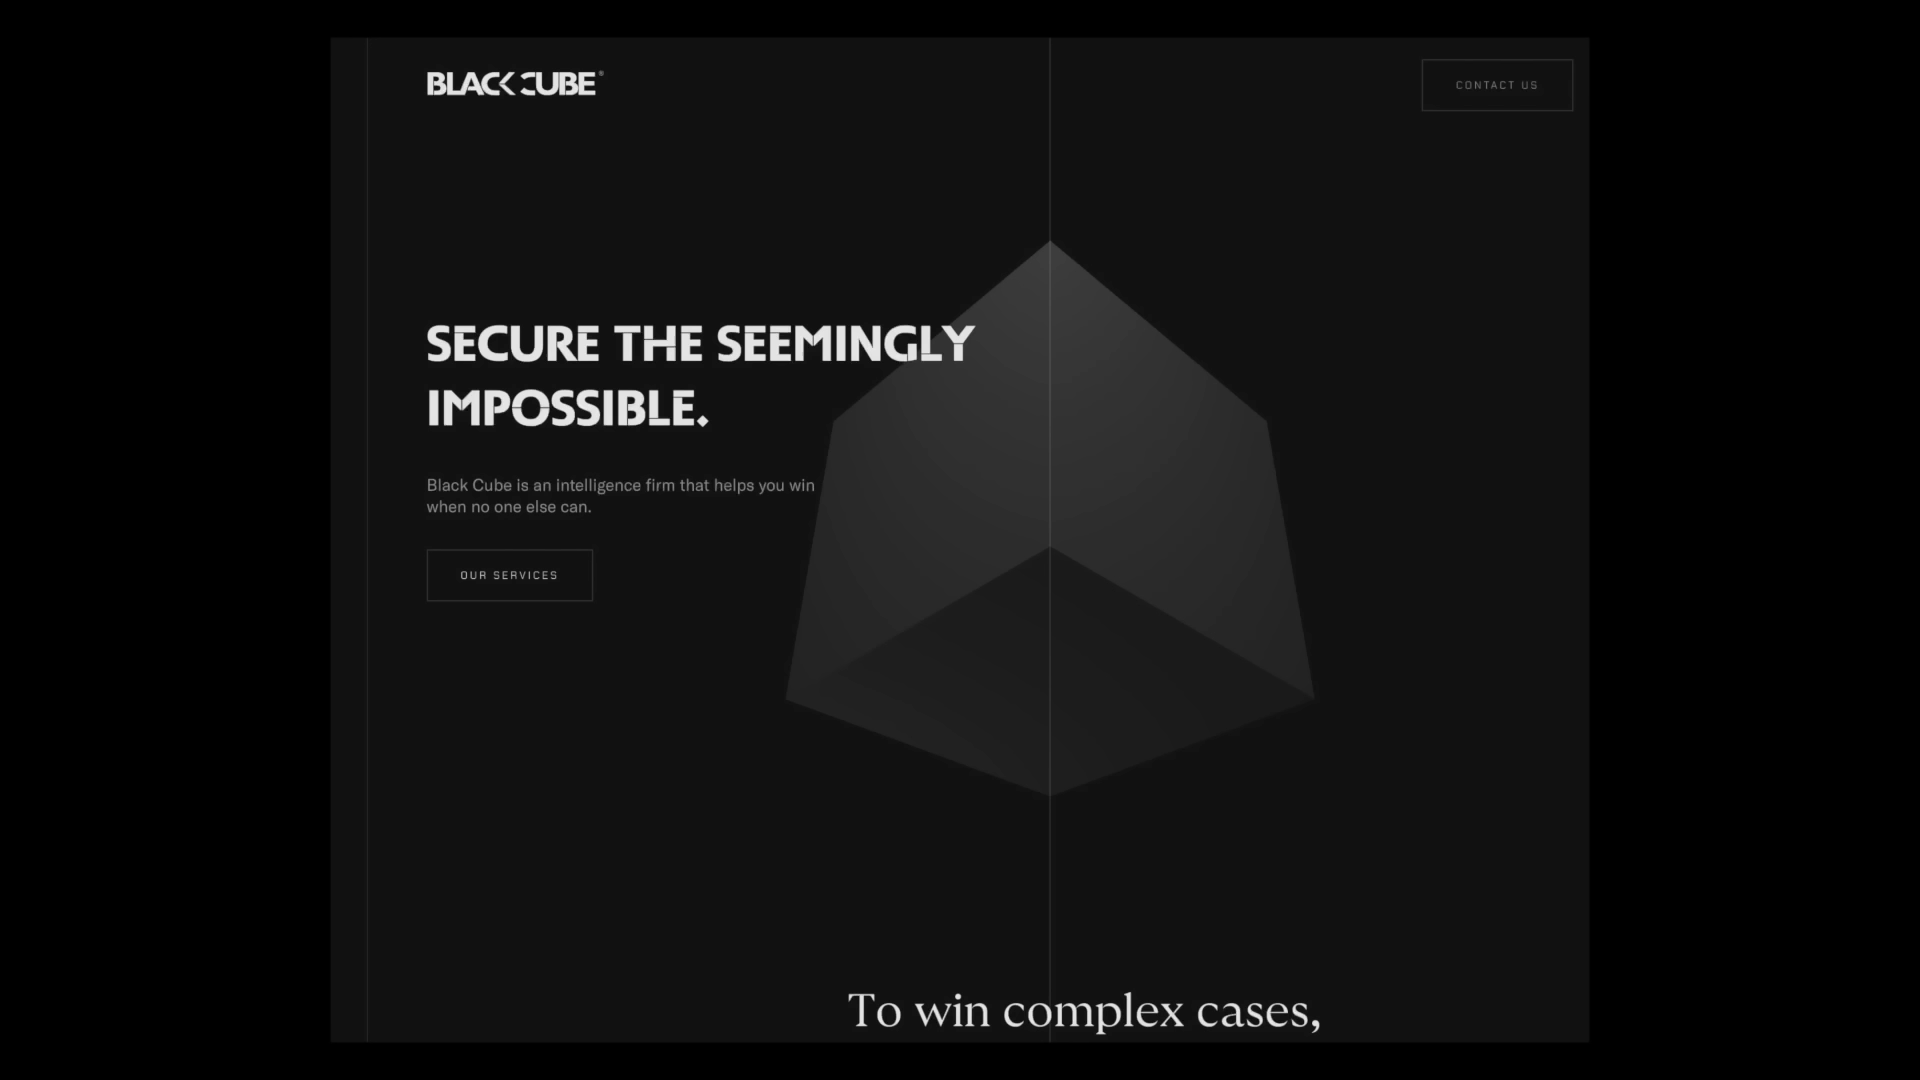 BLACK CUBE®
CONTACT US
SECURE THE SEEMINGLY
IMPOSSIBLE.
Black Cube is an intelligence firm that helps you win
when no one else can.
OUR SERVICES
To win complex cases,